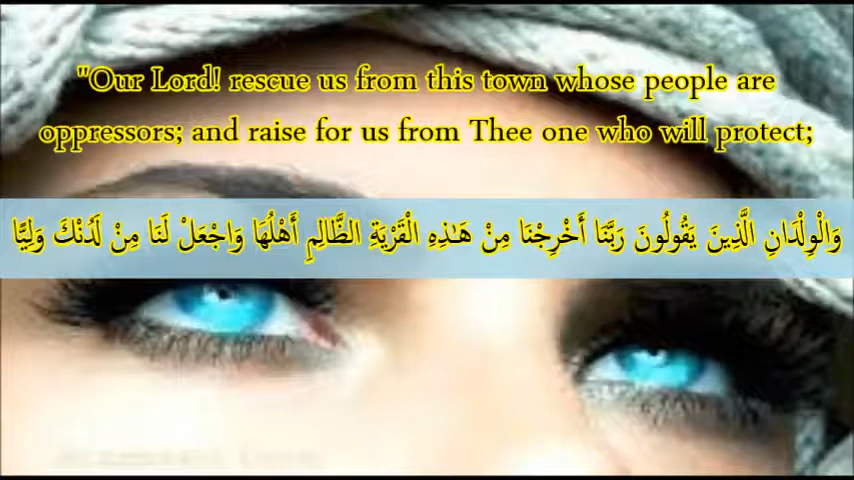 "Our Lord! rescue us from this town whose people are
oppressors; and raise for us from Thee one who will protect;
وَالْوِلْدَانِ الَّذِينَ يَقُولُونَ رَبَّنَا أَخْرِجْنَا مِنْ هَـٰذِهِ الْقَرْيَةِ الظَّالِمِ أَهْلُهَا وَاجْعَلْ لَنَا مِنْ لَدُنْكَ وَلِيًّا